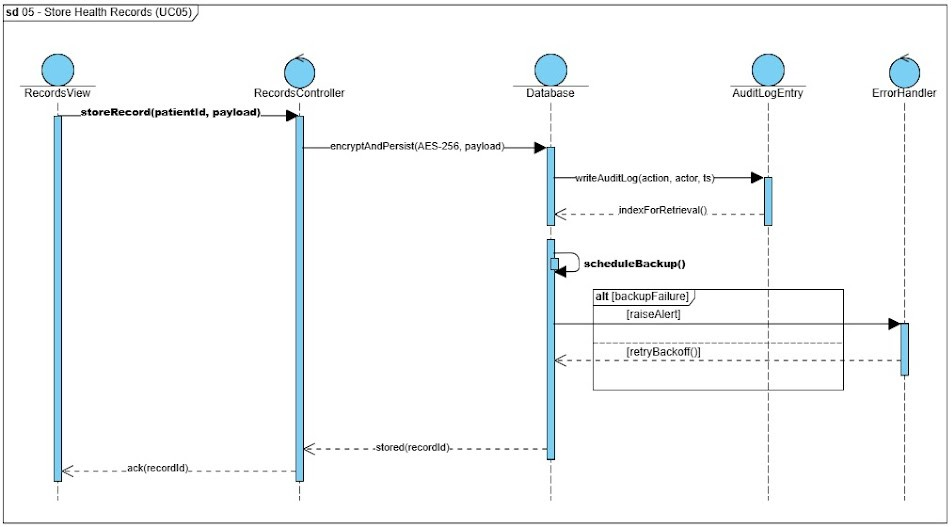 sd 05 - Store Health Records (UC05)
RecordsView
RecordsController
Database
AuditLogEntry
ErrorHandler
storeRecord(patientId, payload)
encryptAndPersist(AES-256, payload)
writeAuditLog(action, actor, ts)
indexForRetrieval()
scheduleBackup()
alt [backupFailure]
[raiseAlert]
[retryBackoff()]
stored(recordId)
ack(recordId)